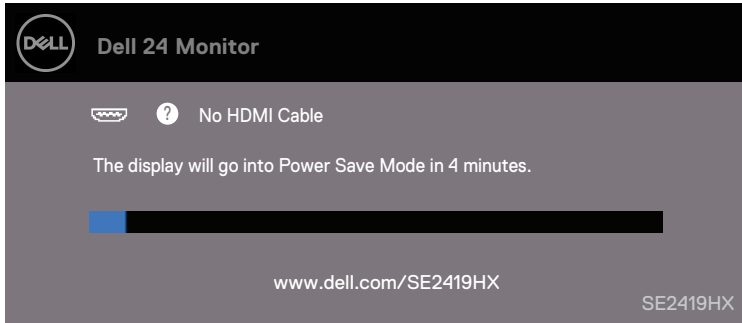 DELL
Dell 24 Monitor
? No HDMI Cable
The display will go into Power Save Mode in 4 minutes.
www.dell.com/SE2419HX
SE2419HX